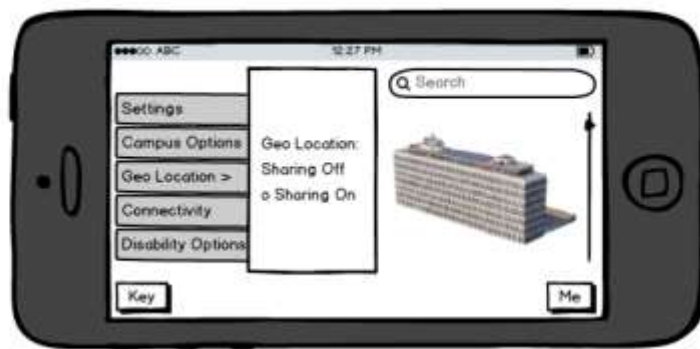 ABC 12:27 PM
Search
Settings
Campus Options
Geo Location >
Connectivity
Disability Options
Geo Location:
Sharing Off
o Sharing On
Key
Me